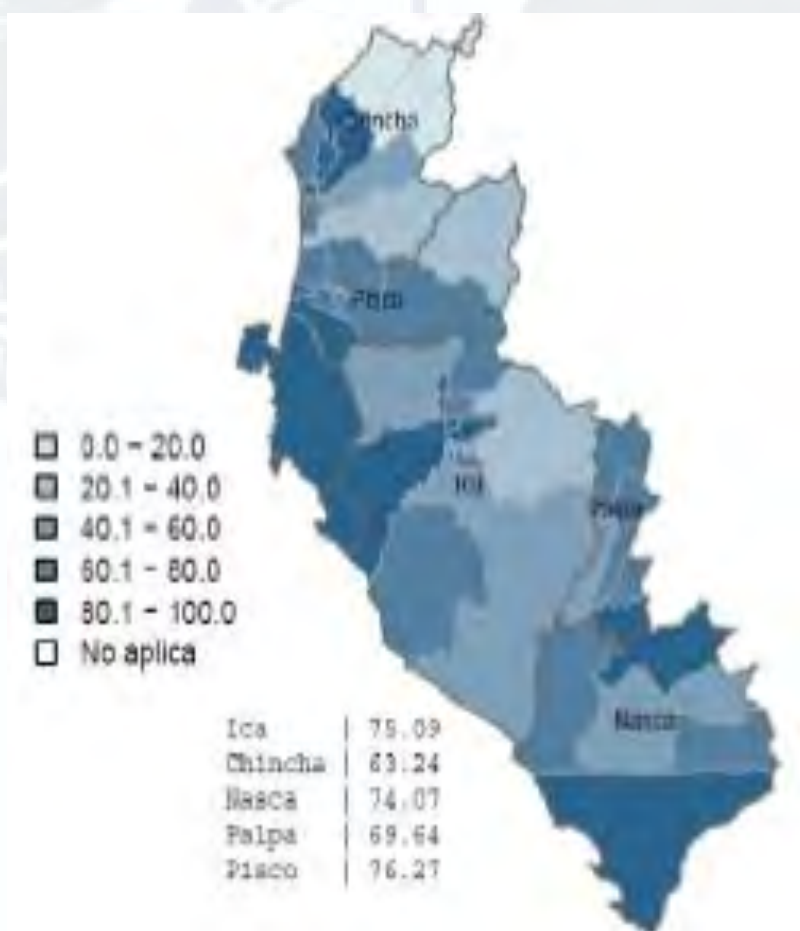 Chincha
Pisco
Ica
Palpa
Nasca
0.0 - 20.0
20.1 - 40.0
40.1 - 60.0
60.1 - 80.0
80.1 - 100.0
No aplica
Ica | 75.09
Chincha | 63.24
Nasca | 74.07
Palpa | 69.64
Pisco | 76.27